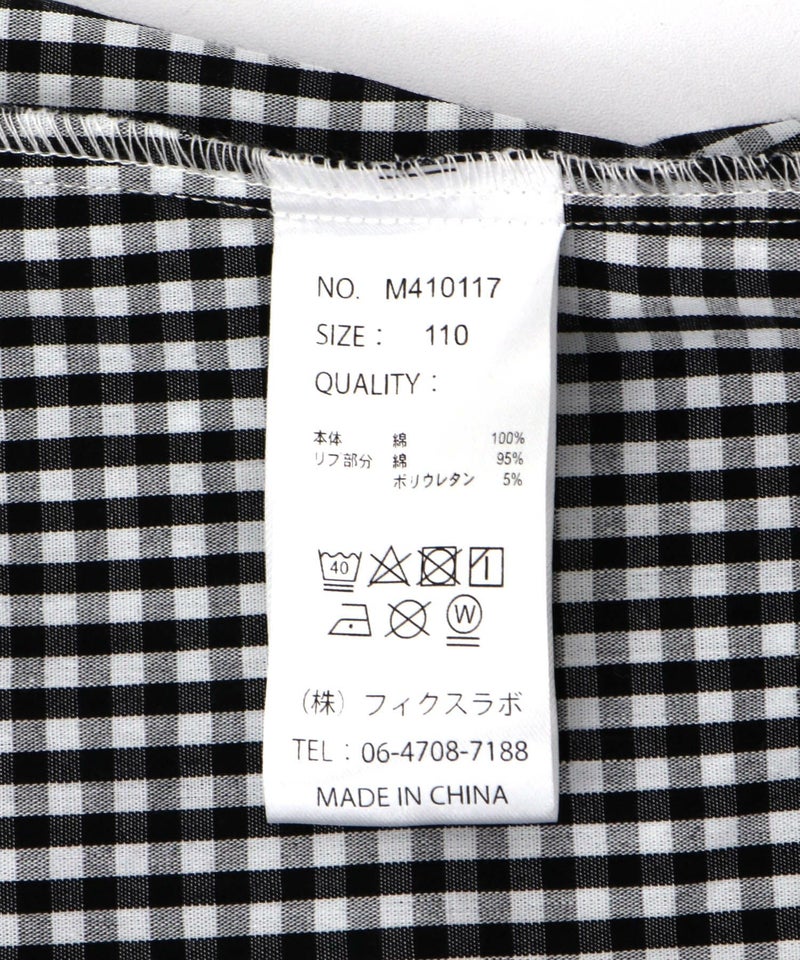 NO. M410117
SIZE : 110
QUALITY :
本体 綿 100%
リブ部分 綿 95%
ポリウレタン 5%
40
W
(株) フィクスラボ
TEL : 06-4708-7188
MADE IN CHINA